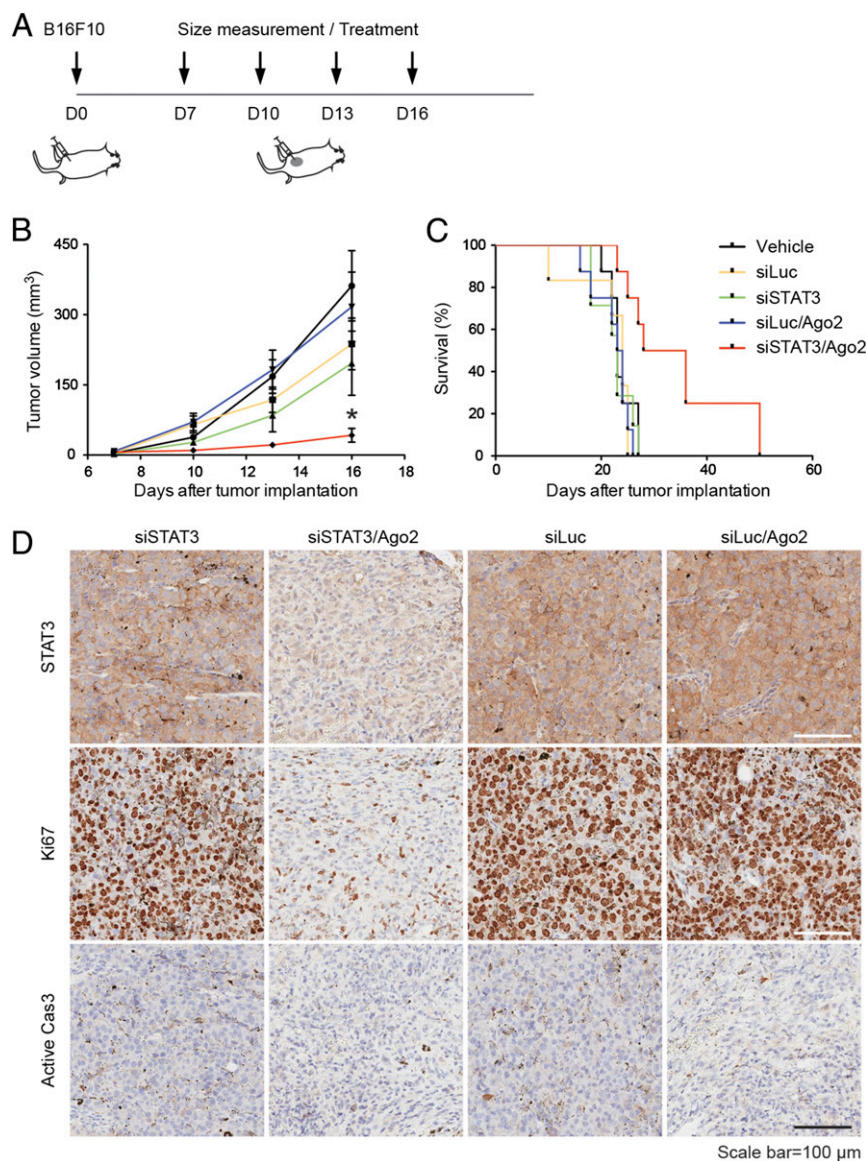 A
B16F10 Size measurement / Treatment
D0 D7 D10 D13 D16
B
450
300
150
0
Tumor volume (mm³)
*
6 8 10 12 14 16 18
Days after tumor implantation
C
100
80
60
40
20
0
Survival (%)
0 20 40 60
Days after tumor implantation
Vehicle
siLuc
siSTAT3
siLuc/Ago2
siSTAT3/Ago2
D
siSTAT3 siSTAT3/Ago2 siLuc siLuc/Ago2
STAT3
Ki67
Active Cas3
Scale bar=100 µm